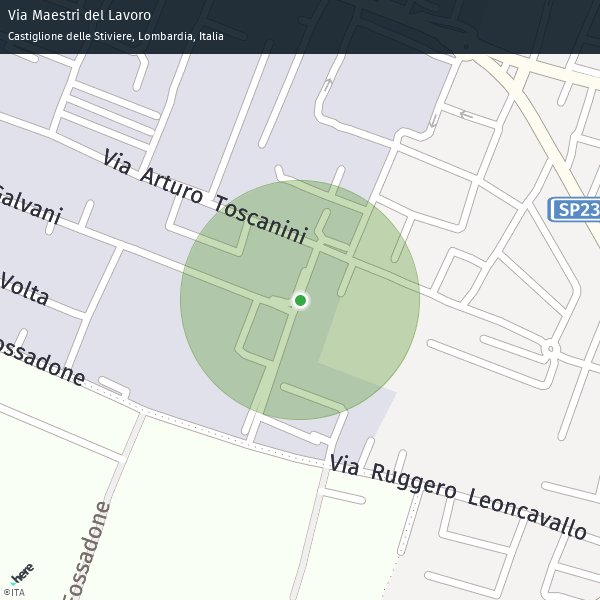 Via Maestri del Lavoro
Castiglione delle Stiviere, Lombardia, Italia
Via Arturo Toscanini
SP23
Galvani
Volta
ossadone
Via Ruggero Leoncavallo
Fossadone
here
©ITA